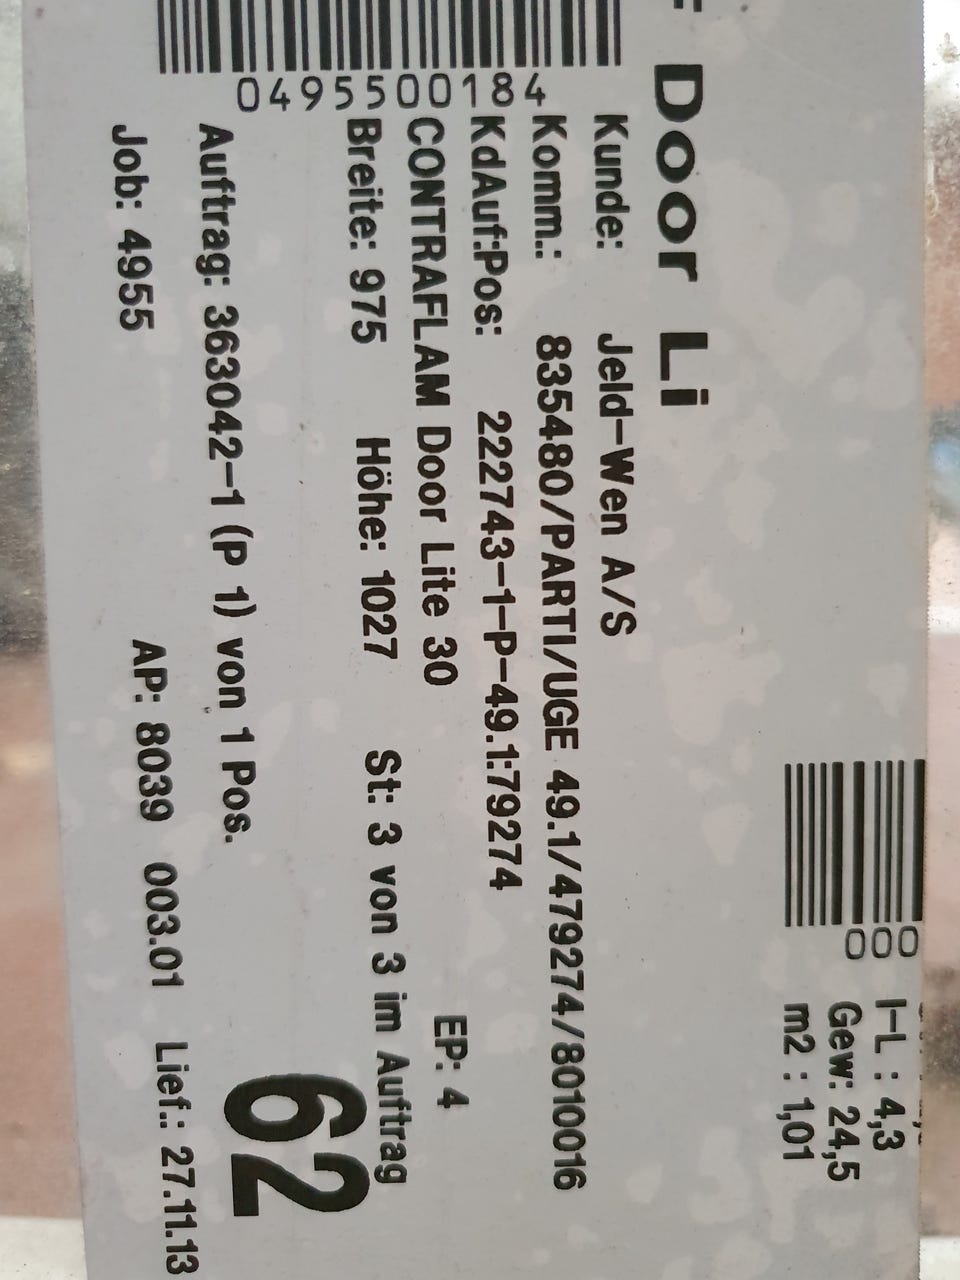 000
I-L : 4,3
Gew: 24,5
m2 : 1,01
Door Li
Kunde: Jeld-Wen A/S
Komm.: 835480/PARTI/UGE 49.1/479274/8010016
KdAuf:Pos: 222743-1-P-49.1:79274
CONTRAFLAM Door Lite 30 EP: 4
Breite: 975 Höhe: 1027 St: 3 von 3 im Auftrag
0495500184
62
Auftrag: 363042-1 (P 1) von 1 Pos.
Job: 4955 AP: 8039 003.01 Lief.: 27.11.13